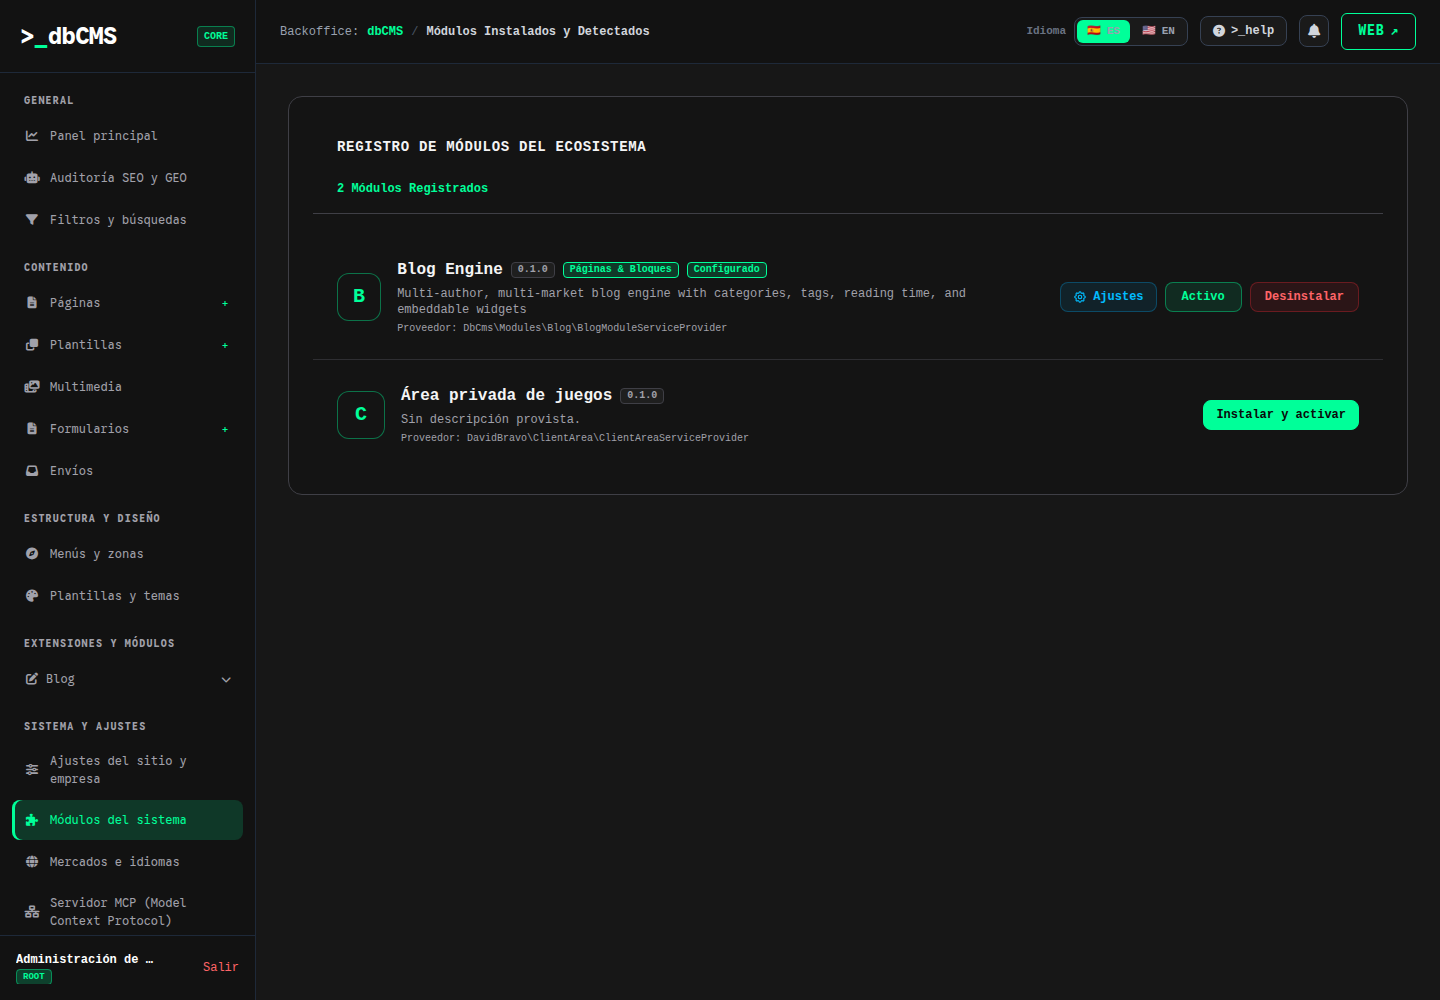 >_dbCMS
CORE
GENERAL
Panel principal
Auditoría SEO y GEO
Filtros y búsquedas
CONTENIDO
Páginas +
Plantillas +
Multimedia
Formularios +
Envíos
ESTRUCTURA Y DISEÑO
Menús y zonas
Plantillas y temas
EXTENSIONES Y MÓDULOS
Blog
SISTEMA Y AJUSTES
Ajustes del sitio y
empresa
Módulos del sistema
Mercados e idiomas
Servidor MCP (Model
Context Protocol)
Administración de …
ROOT
Salir
Backoffice: dbCMS / Módulos Instalados y Detectados
Idioma
EN
>_help
WEB ↗
REGISTRO DE MÓDULOS DEL ECOSISTEMA
2 Módulos Registrados
B
Blog Engine 0.1.0 Páginas & Bloques Configurado
Multi-author, multi-market blog engine with categories, tags, reading time, and
embeddable widgets
Proveedor: DbCms\Modules\Blog\BlogModuleServiceProvider
Ajustes Activo Desinstalar
C
Área privada de juegos 0.1.0
Sin descripción provista.
Proveedor: DavidBravo\ClientArea\ClientAreaServiceProvider
Instalar y activar